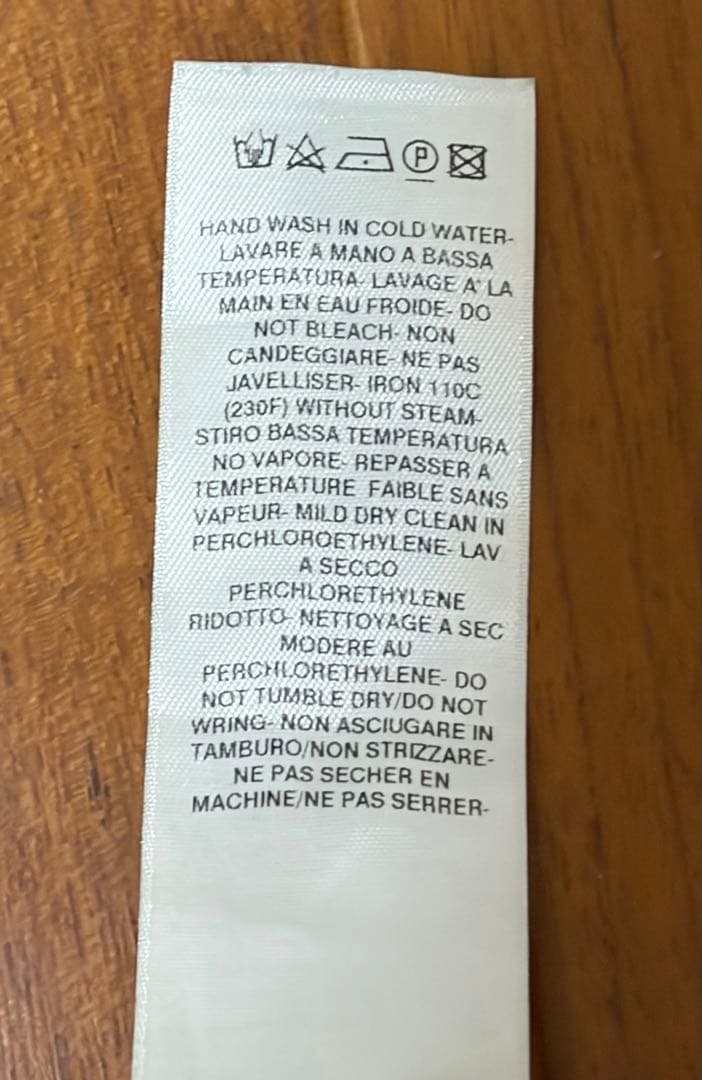 P
HAND WASH IN COLD WATER-
LAVARE A MANO A BASSA
TEMPERATURA- LAVAGE A' LA
MAIN EN EAU FROIDE- DO
NOT BLEACH- NON
CANDEGGIARE- NE PAS
JAVELLISER- IRON 110C
(230F) WITHOUT STEAM-
STIRO BASSA TEMPERATURA
NO VAPORE- REPASSER A
TEMPERATURE FAIBLE SANS
VAPEUR- MILD DRY CLEAN IN
PERCHLOROETHYLENE- LAV
A SECCO
PERCHLORETHYLENE
RIDOTTO- NETTOYAGE A SEC
MODERE AU
PERCHLORETHYLENE- DO
NOT TUMBLE DRY/DO NOT
WRING- NON ASCIUGARE IN
TAMBURO/NON STRIZZARE-
NE PAS SECHER EN
MACHINE/NE PAS SERRER-